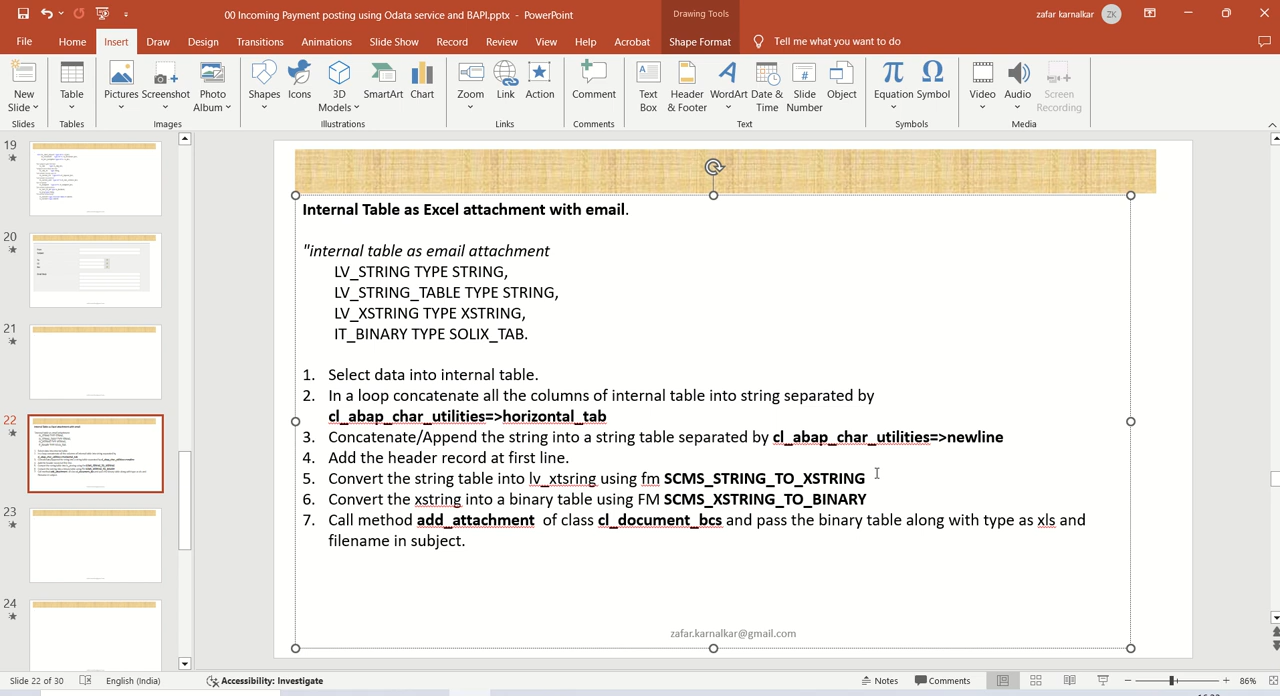 00 Incoming Payment posting using Odata service and BAPI.pptx - PowerPoint
Drawing Tools
zafar karnalkar ZK
File Home Insert Draw Design Transitions Animations Slide Show Record Review View Help Acrobat Shape Format Tell me what you want to do
New Slide
Table
Pictures
Screenshot
Photo Album
Shapes
Icons
3D Models
SmartArt
Chart
Zoom
Link
Action
Comment
Text Box
Header & Footer
WordArt
Date & Time
Slide Number
Object
Equation
Symbol
Video
Audio
Screen Recording
Slides Tables Images Illustrations Links Comments Text Symbols Media
19
20
21
22
23
24
Internal Table as Excel attachment with email.
"internal table as email attachment
LV_STRING TYPE STRING,
LV_STRING_TABLE TYPE STRING,
LV_XSTRING TYPE XSTRING,
IT_BINARY TYPE SOLIX_TAB.
1. Select data into internal table.
2. In a loop concatenate all the columns of internal table into string separated by
cl_abap_char_utilities=>horizontal_tab
3. Concatenate/Append the string into a string table separated by cl_abap_char_utilities=>newline
4. Add the header record at first line.
5. Convert the string table into lv_xtsring using fm SCMS_STRING_TO_XSTRING
6. Convert the xstring into a binary table using FM SCMS_XSTRING_TO_BINARY
7. Call method add_attachment of class cl_document_bcs and pass the binary table along with type as xls and
filename in subject.
zafar.karnalkar@gmail.com
Slide 22 of 30 English (India) Accessibility: Investigate Notes Comments 86%